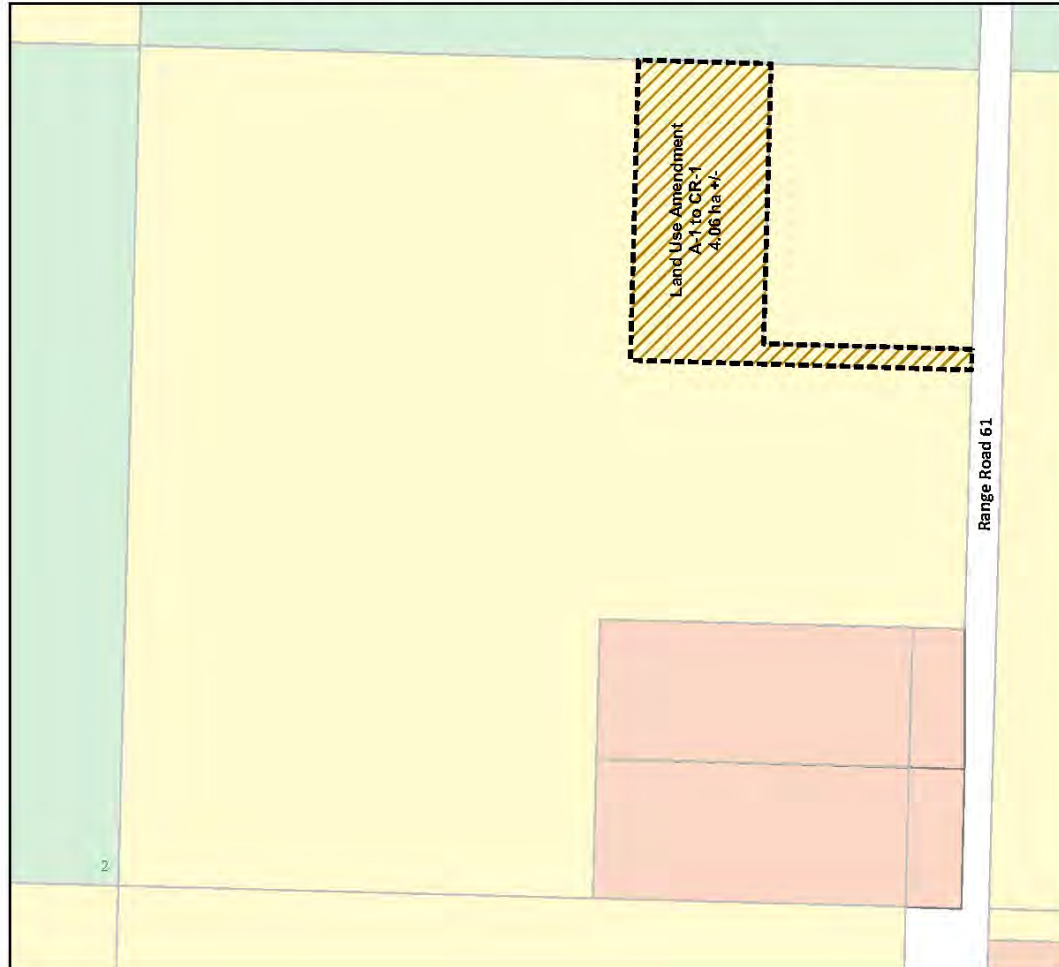 Land Use Amendment
A-1 to CR-1
4.06 ha +/-
Range Road 61
2